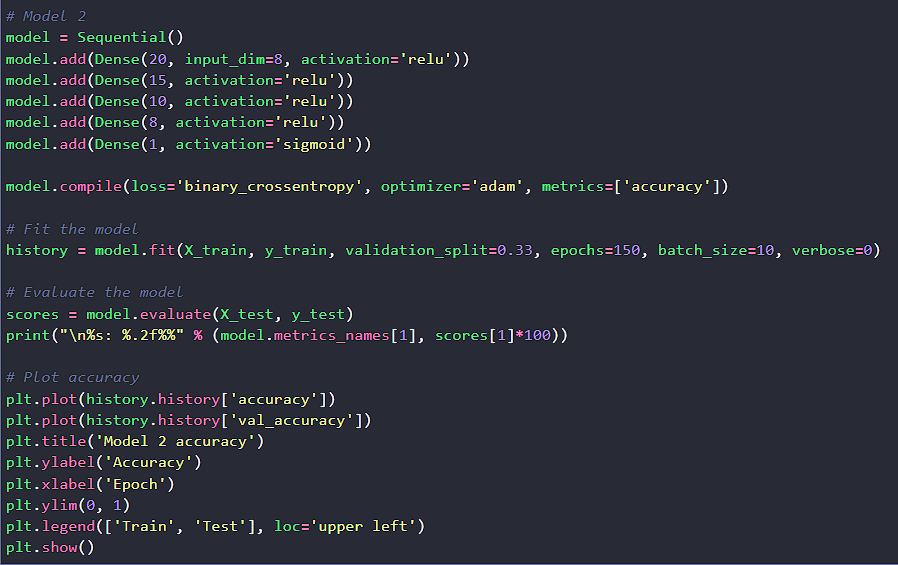 # Model 2
model = Sequential()
model.add(Dense(20, input_dim=8, activation='relu'))
model.add(Dense(15, activation='relu'))
model.add(Dense(10, activation='relu'))
model.add(Dense(8, activation='relu'))
model.add(Dense(1, activation='sigmoid'))
model.compile(loss='binary_crossentropy', optimizer='adam', metrics=['accuracy'])
# Fit the model
history = model.fit(X_train, y_train, validation_split=0.33, epochs=150, batch_size=10, verbose=0)
# Evaluate the model
scores = model.evaluate(X_test, y_test)
print("\n%s: %.2f%%" % (model.metrics_names[1], scores[1]*100))
# Plot accuracy
plt.plot(history.history['accuracy'])
plt.plot(history.history['val_accuracy'])
plt.title('Model 2 accuracy')
plt.ylabel('Accuracy')
plt.xlabel('Epoch')
plt.ylim(0, 1)
plt.legend(['Train', 'Test'], loc='upper left')
plt.show()